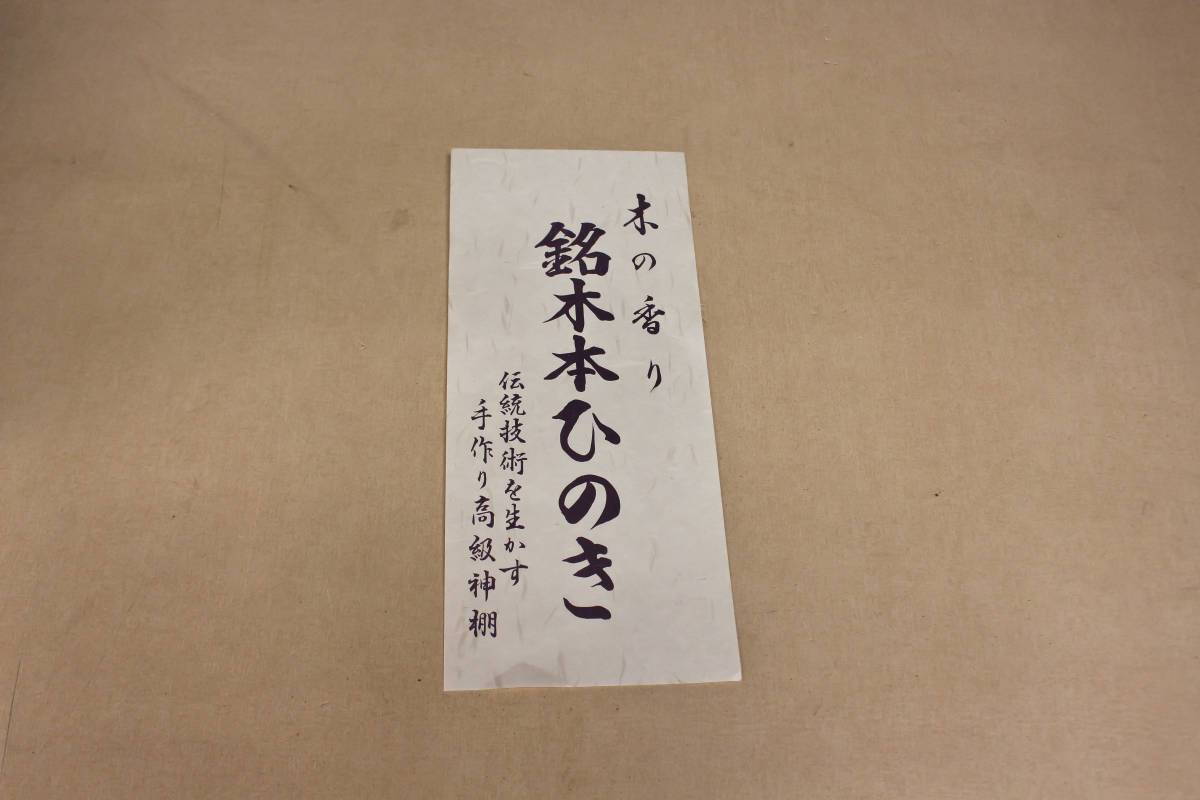 木の香り
銘木本ひのき
伝統技術を生かす
手作り高級神棚